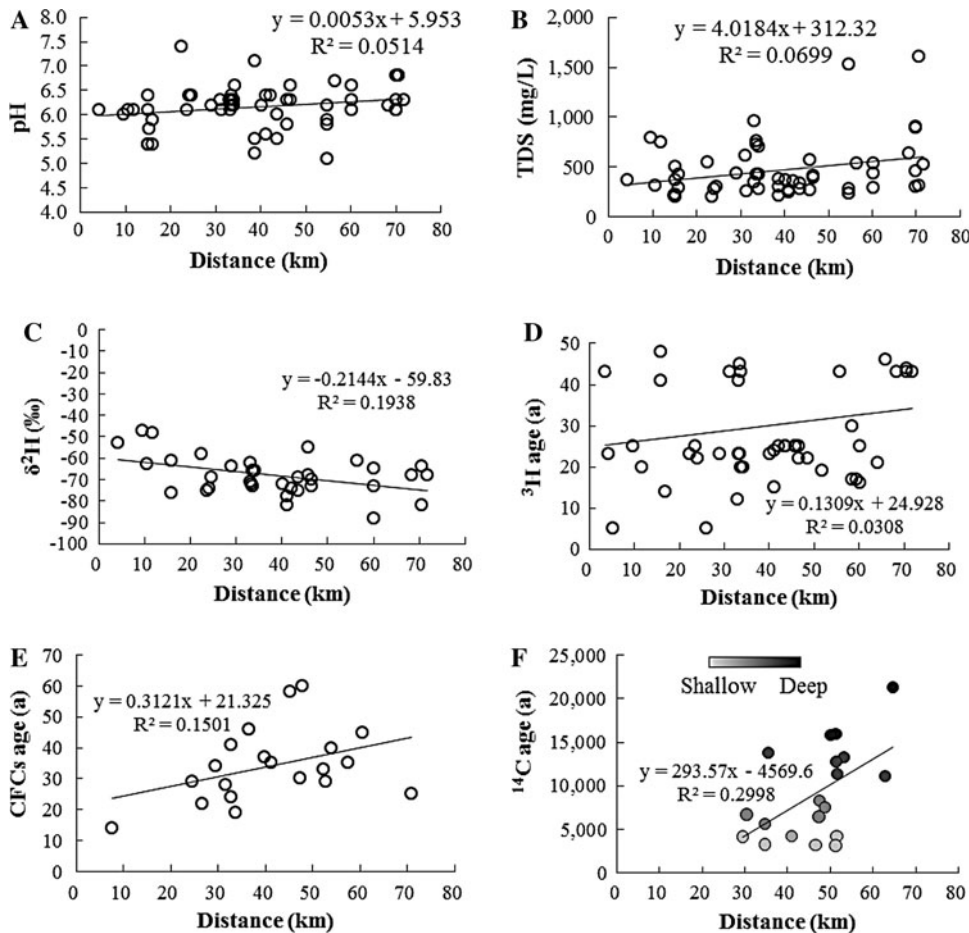 A
y = 0.0053x + 5.953
R² = 0.0514
8.0
7.5
7.0
6.5
6.0
5.5
5.0
4.5
4.0
pH
0 10 20 30 40 50 60 70 80
Distance (km)
B
y = 4.0184x + 312.32
R² = 0.0699
2,000
1,500
1,000
500
0
TDS (mg/L)
0 10 20 30 40 50 60 70 80
Distance (km)
C
y = -0.2144x - 59.83
R² = 0.1938
0
-10
-20
-30
-40
-50
-60
-70
-80
-90
-100
δ²H (‰)
0 10 20 30 40 50 60 70 80
Distance (km)
D
50
40
30
20
10
0
³H age (a)
y = 0.1309x + 24.928
R² = 0.0308
0 10 20 30 40 50 60 70 80
Distance (km)
E
y = 0.3121x + 21.325
R² = 0.1501
70
60
50
40
30
20
10
0
CFCs age (a)
0 10 20 30 40 50 60 70 80
Distance (km)
F
Shallow Deep
y = 293.57x - 4569.6
R² = 0.2998
25,000
20,000
15,000
10,000
5,000
0
¹⁴C age (a)
0 10 20 30 40 50 60 70 80
Distance (km)